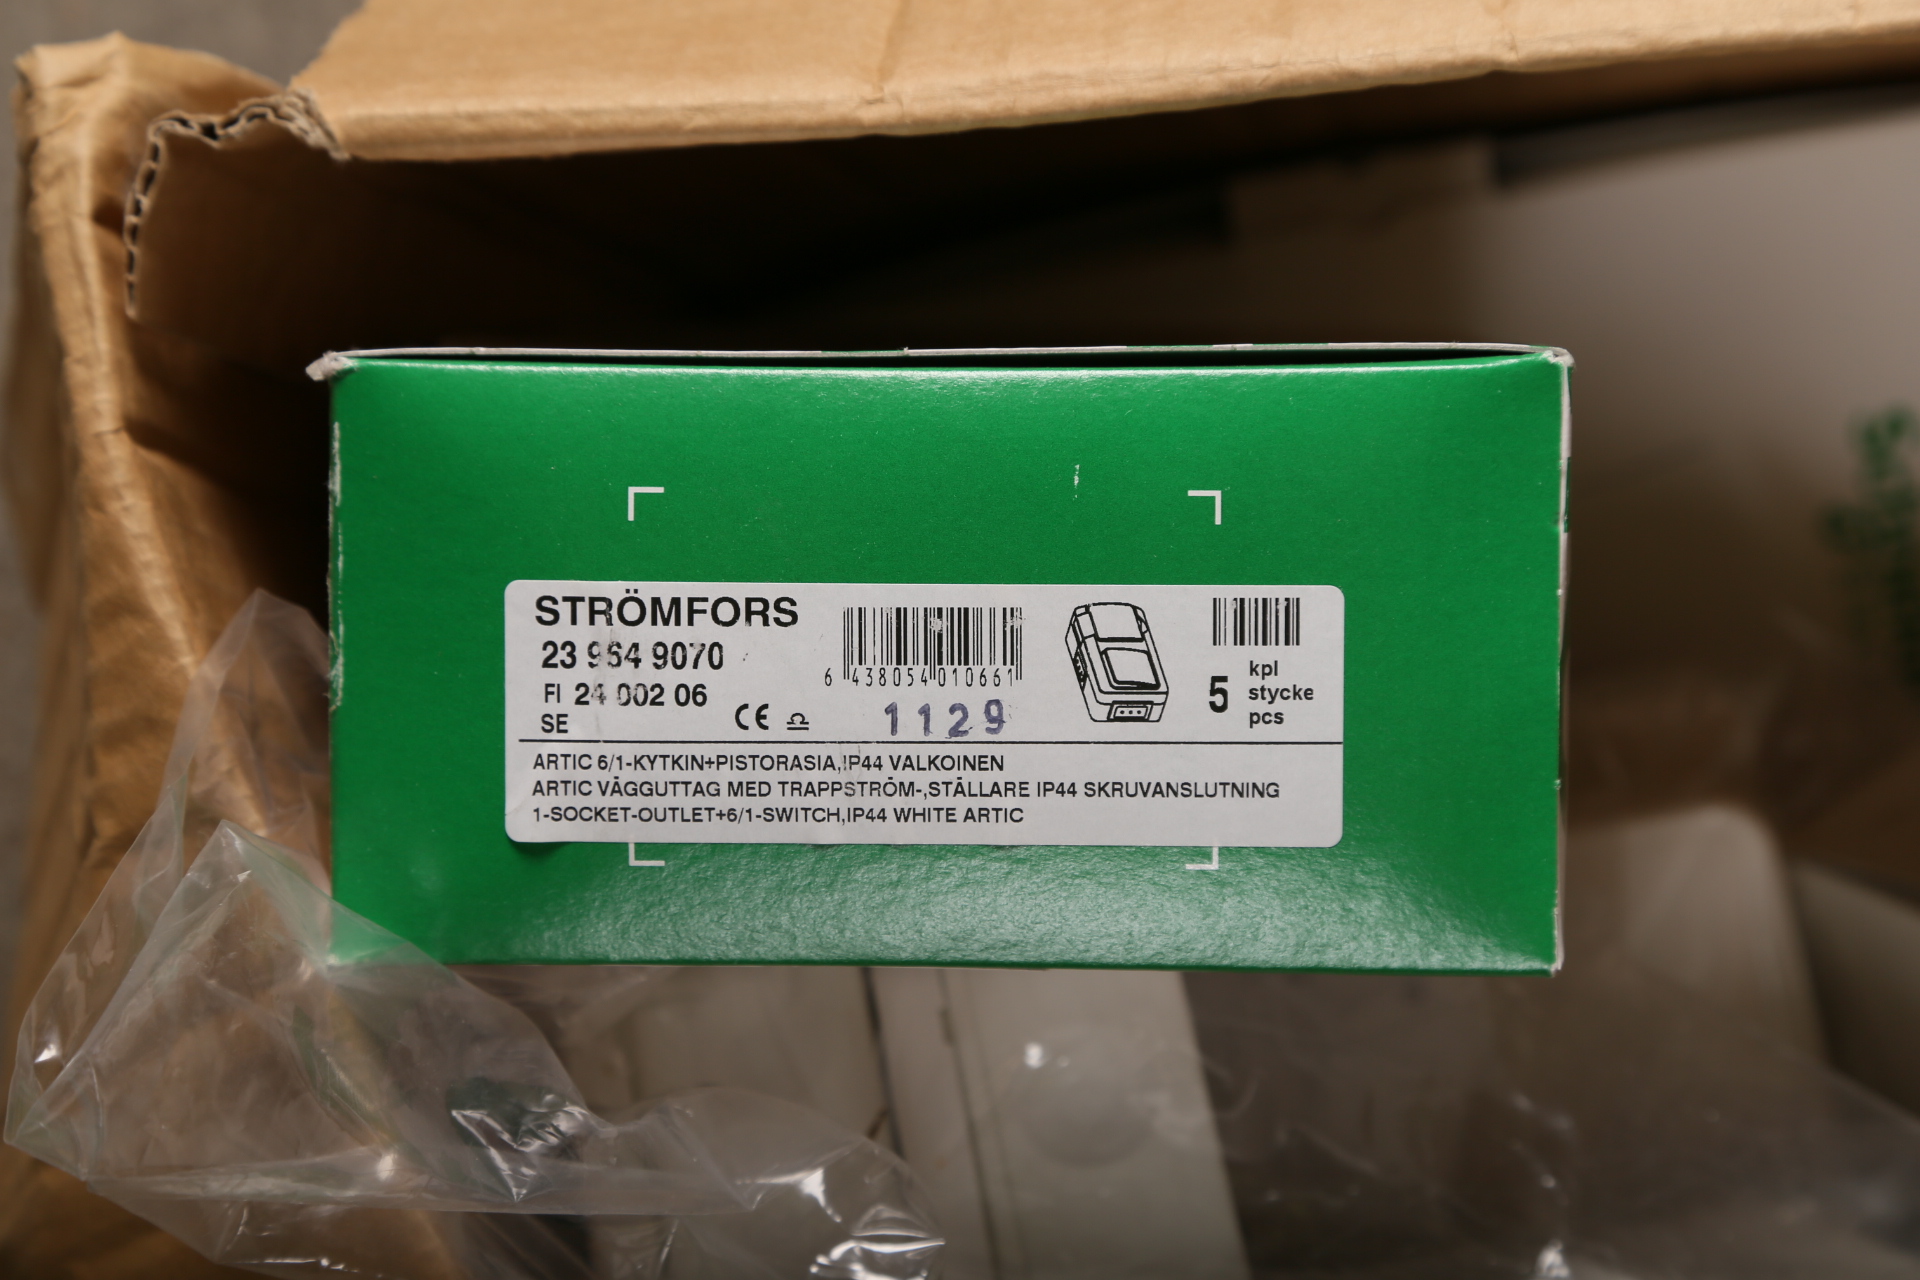 STRÖMFORS
23 964 9070
FI 24 002 06
SE
CE
6 438054 010661
1129
5
kpl
stycke
pcs
ARTIC 6/1-KYTKIN+PISTORASIA,IP44 VALKOINEN
ARTIC VÄGGUTTAG MED TRAPPSTRÖM-,STÄLLARE IP44 SKRUVANSLUTNING
1-SOCKET-OUTLET+6/1-SWITCH,IP44 WHITE ARTIC